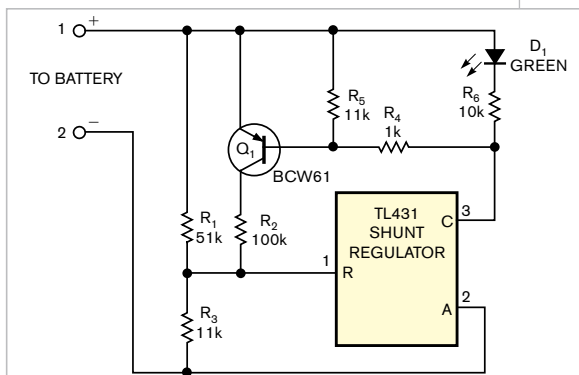 1 +
TO BATTERY
2 −
D1
GREEN
R6
10k
R5
11k
R4
1k
Q1
BCW61
R1
51k
R2
100k
R3
11k
TL431
SHUNT
REGULATOR
1
R
C
3
A
2